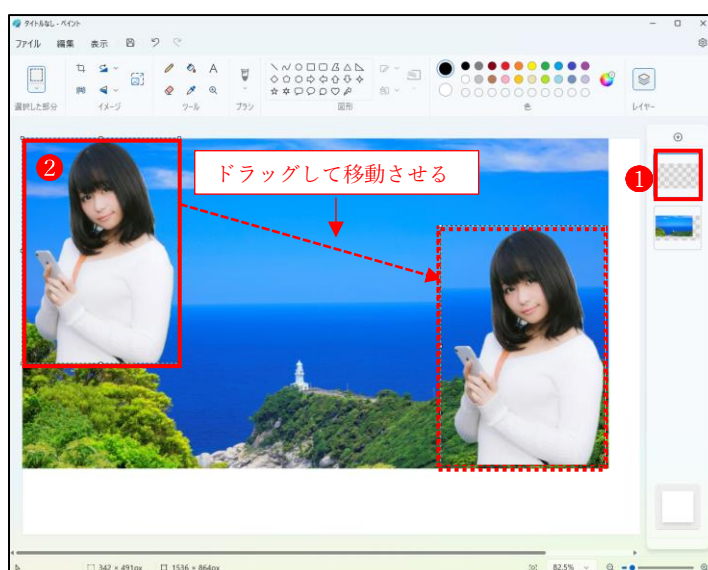 タイトルなし - ペイント
ファイル 編集 表示
選択した部分 イメージ ツール ブラシ 図形 色 レイヤー
A
❷ ドラッグして移動させる ❶
342 × 491px 1536 × 864px 82.5%